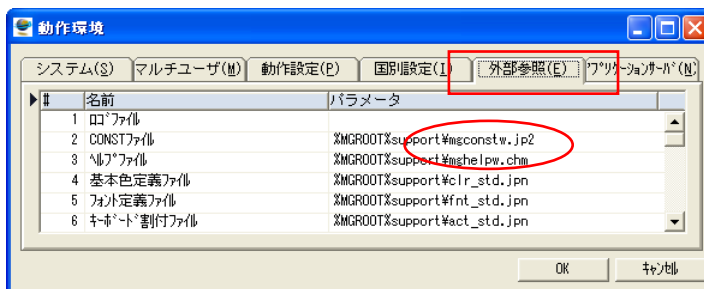 動作環境
システム(S) マルチユーザ(M) 動作設定(P) 国別設定(I) 外部参照(E) ｱﾌﾟﾘｹｰｼｮﾝｻｰﾊﾞ(N)
# 名前 パラメータ
1 ﾛｺﾞﾌｧｲﾙ
2 CONSTﾌｧｲﾙ %MGROOT%support¥mgconstw.jp2
3 ﾍﾙﾌﾟﾌｧｲﾙ %MGROOT%support¥mghelpw.chm
4 基本色定義ﾌｧｲﾙ %MGROOT%support¥clr_std.jpn
5 ﾌｫﾝﾄ定義ﾌｧｲﾙ %MGROOT%support¥fnt_std.jpn
6 ｷｰﾎﾞｰﾄﾞ割付ﾌｧｲﾙ %MGROOT%support¥act_std.jpn
OK ｷｬﾝｾﾙ